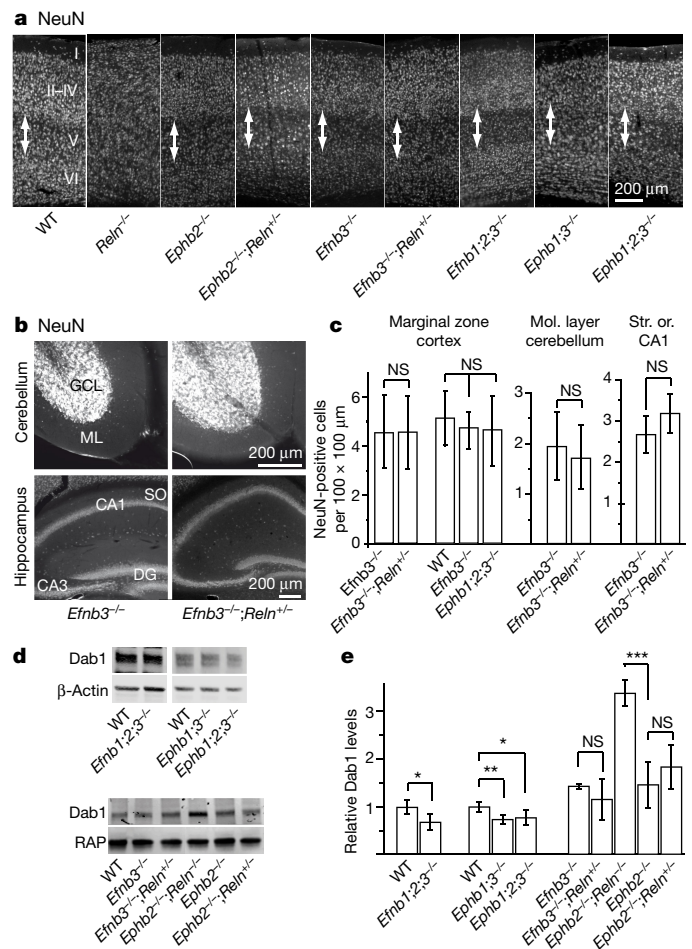 a NeuN
I
II–IV
V
VI
200 μm
WT
Reln–/–
Ephb2–/–
Ephb2–/–;Reln+/–
Efnb3–/–
Efnb3–/–;Reln+/–
Efnb1;2;3–/–
Ephb1;3–/–
Ephb1;2;3–/–
b NeuN
Cerebellum
GCL
ML
200 μm
Hippocampus
CA1
SO
CA3
DG
200 μm
Efnb3–/–
Efnb3–/–;Reln+/–
c
Marginal zone
cortex
Mol. layer
cerebellum
Str. or.
CA1
NS
NS
NS
NS
NeuN-positive cells
per 100 × 100 μm
6
4
2
0
3
2
1
4
3
2
1
Efnb3–/–
Efnb3–/–;Reln+/–
WT
Efnb3–/–
Ephb1;2;3–/–
Efnb3–/–
Efnb3–/–;Reln+/–
Efnb3–/–
Efnb3–/–;Reln+/–
d
Dab1
β-Actin
WT
Efnb1;2;3–/–
WT
Ephb1;3–/–
Ephb1;2;3–/–
Dab1
RAP
WT
Efnb3–/–
Efnb3–/–;Reln+/–
Ephb2–/–;Reln–/–
Ephb2–/–
Ephb2–/–;Reln+/–
e
Relative Dab1 levels
3
2
1
*
**
*
NS
***
NS
WT
Efnb1;2;3–/–
WT
Ephb1;3–/–
Ephb1;2;3–/–
Efnb3–/–
Efnb3–/–;Reln+/–
Ephb2–/–;Reln–/–
Ephb2–/–
Ephb2–/–;Reln+/–